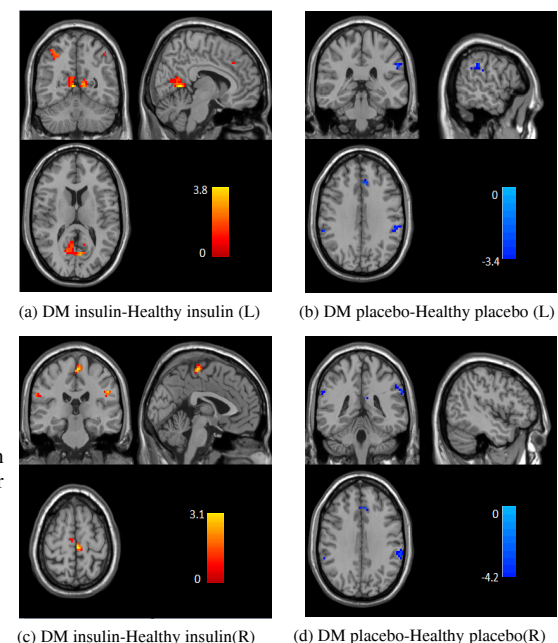 3.8
0
0
-3.4
(a) DM insulin-Healthy insulin (L)
(b) DM placebo-Healthy placebo (L)
3.1
0
0
-4.2
(c) DM insulin-Healthy insulin(R)
(d) DM placebo-Healthy placebo(R)